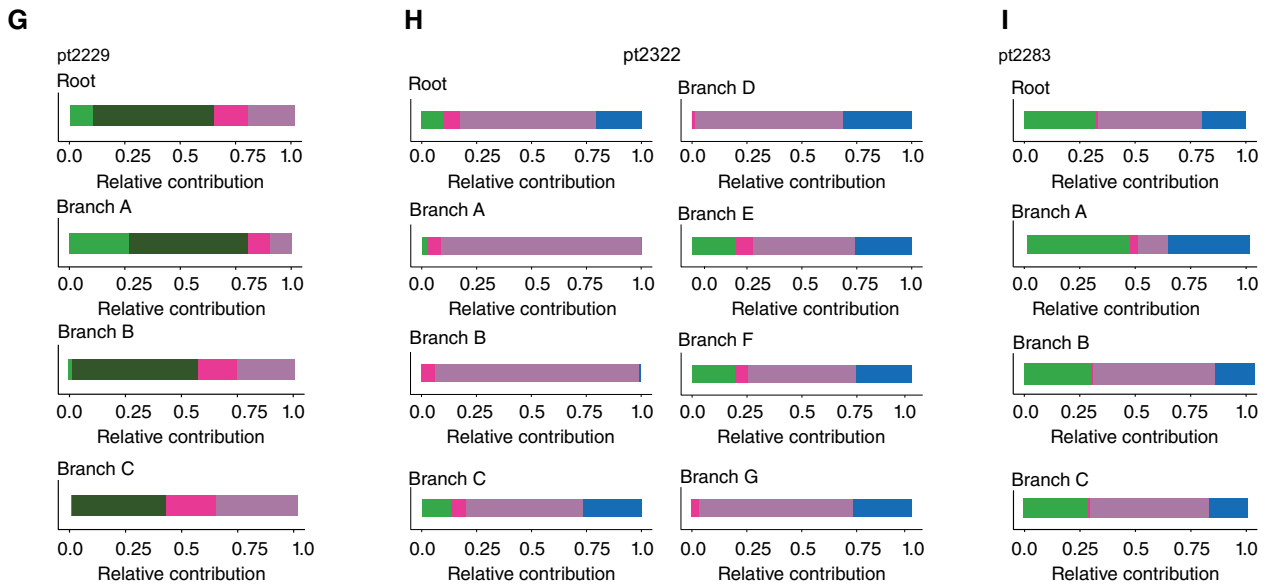 G
pt2229
Root
0.0 0.25 0.5 0.75 1.0
Relative contribution
Branch A
0.0 0.25 0.5 0.75 1.0
Relative contribution
Branch B
0.0 0.25 0.5 0.75 1.0
Relative contribution
Branch C
0.0 0.25 0.5 0.75 1.0
Relative contribution
H
pt2322
Root
0.0 0.25 0.5 0.75 1.0
Relative contribution
Branch A
0.0 0.25 0.5 0.75 1.0
Relative contribution
Branch B
0.0 0.25 0.5 0.75 1.0
Relative contribution
Branch C
0.0 0.25 0.5 0.75 1.0
Relative contribution
Branch D
0.0 0.25 0.5 0.75 1.0
Relative contribution
Branch E
0.0 0.25 0.5 0.75 1.0
Relative contribution
Branch F
0.0 0.25 0.5 0.75 1.0
Relative contribution
Branch G
0.0 0.25 0.5 0.75 1.0
Relative contribution
I
pt2283
Root
0.0 0.25 0.5 0.75 1.0
Relative contribution
Branch A
0.0 0.25 0.5 0.75 1.0
Relative contribution
Branch B
0.0 0.25 0.5 0.75 1.0
Relative contribution
Branch C
0.0 0.25 0.5 0.75 1.0
Relative contribution